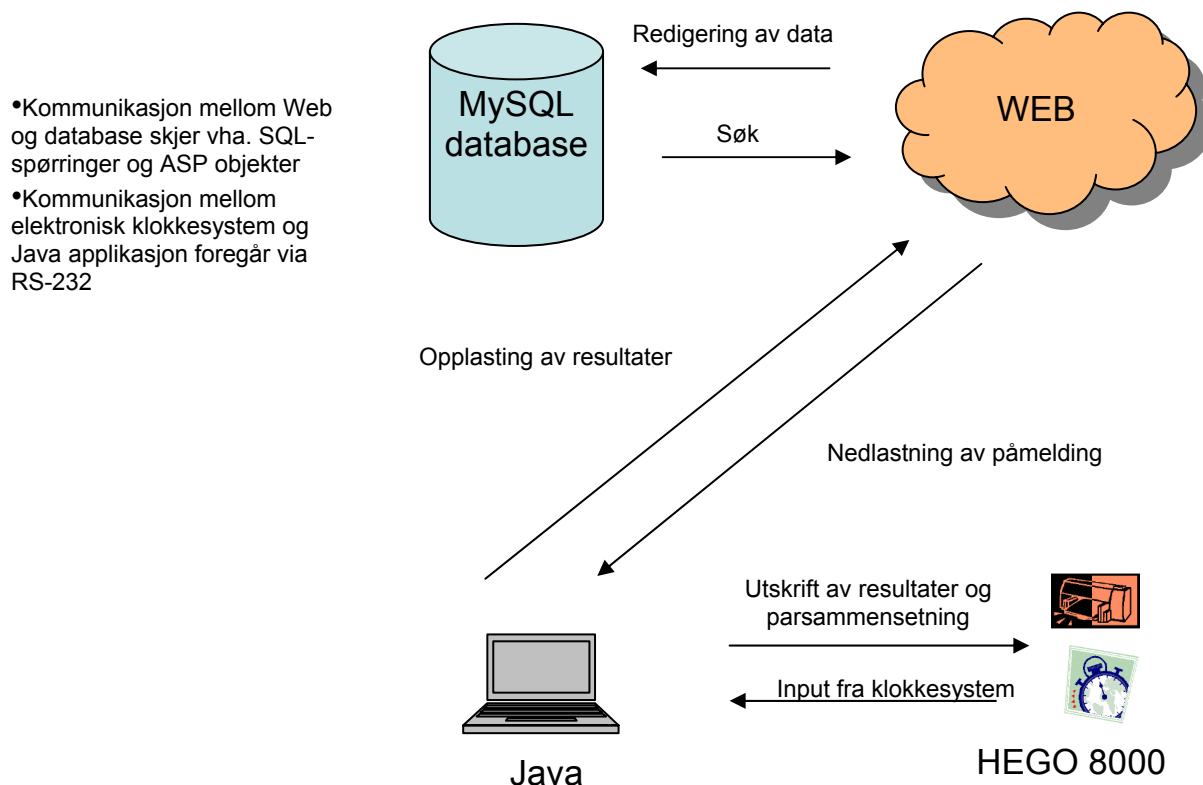 •Kommunikasjon mellom Web
og database skjer vha. SQL-
spørringer og ASP objekter
•Kommunikasjon mellom
elektronisk klokkesystem og
Java applikasjon foregår via
RS-232
MySQL
database
Redigering av data
Søk
WEB
Opplasting av resultater
Nedlastning av påmelding
Utskrift av resultater og
parsammensetning
Input fra klokkesystem
Java
HEGO 8000